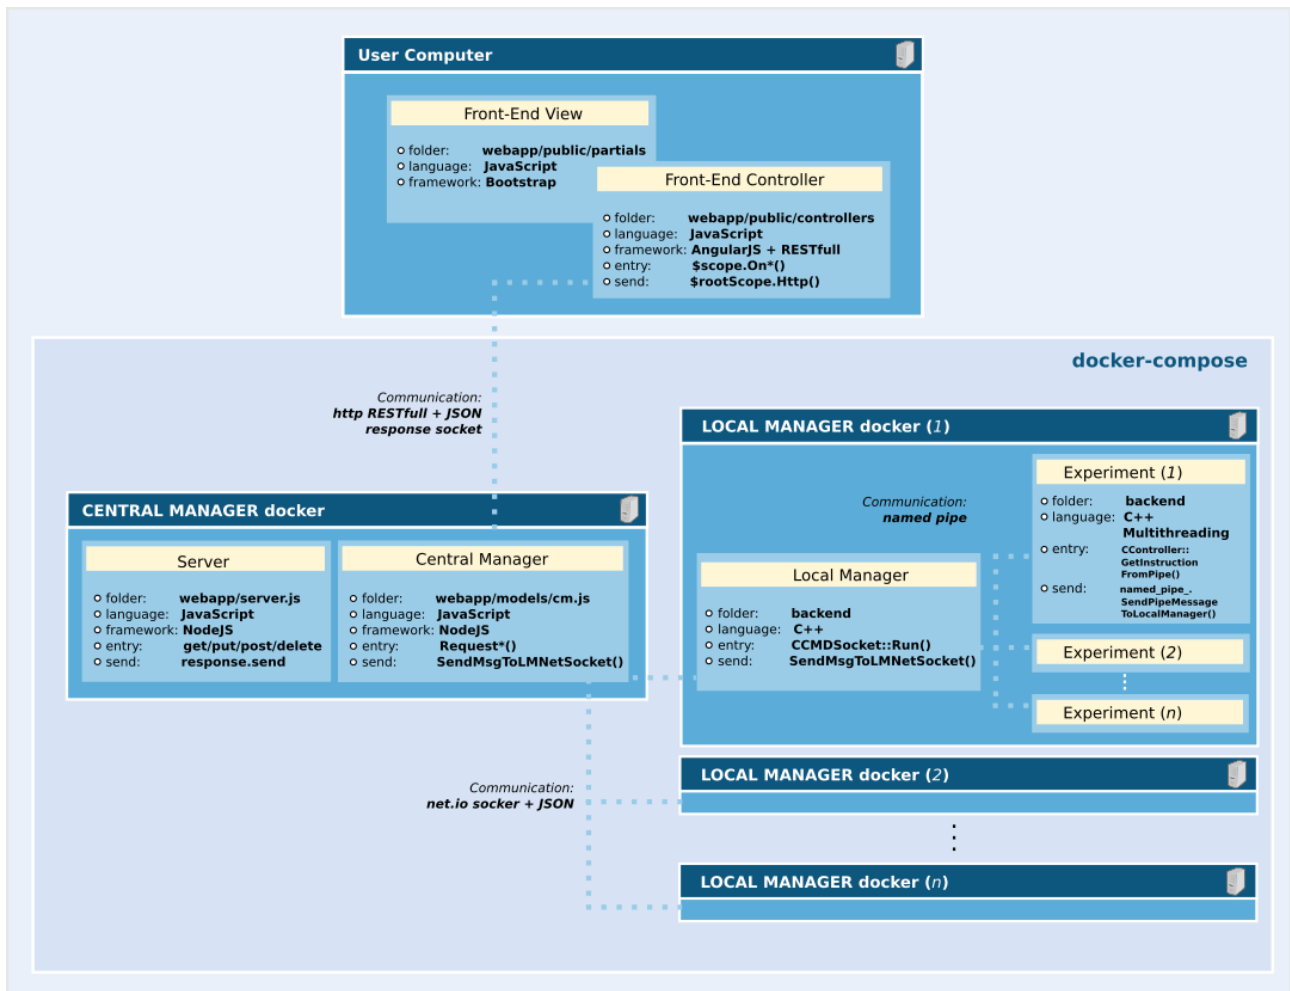 User Computer
Front-End View
folder: webapp/public/partials
language: JavaScript
framework: Bootstrap
Front-End Controller
folder: webapp/public/controllers
language: JavaScript
framework: AngularJS + RESTfull
entry: $scope.On*()
send: $rootScope.Http()
docker-compose
Communication:
http RESTfull + JSON
response socket
CENTRAL MANAGER docker
Server
folder: webapp/server.js
language: JavaScript
framework: NodeJS
entry: get/put/post/delete
send: response.send
Central Manager
folder: webapp/models/cm.js
language: JavaScript
framework: NodeJS
entry: Request*()
send: SendMsgToLMNetSocket()
LOCAL MANAGER docker (1)
Communication:
named pipe
Local Manager
folder: backend
language: C++
entry: CCMDSocket::Run()
send: SendMsgToLMNetSocket()
Experiment (1)
folder: backend
language: C++
Multithreading
entry: CController::
GetInstruction
FromPipe()
send: named_pipe_.
SendPipeMessage
ToLocalManager()
Experiment (2)
Experiment (n)
Communication:
net.io socker + JSON
LOCAL MANAGER docker (2)
LOCAL MANAGER docker (n)